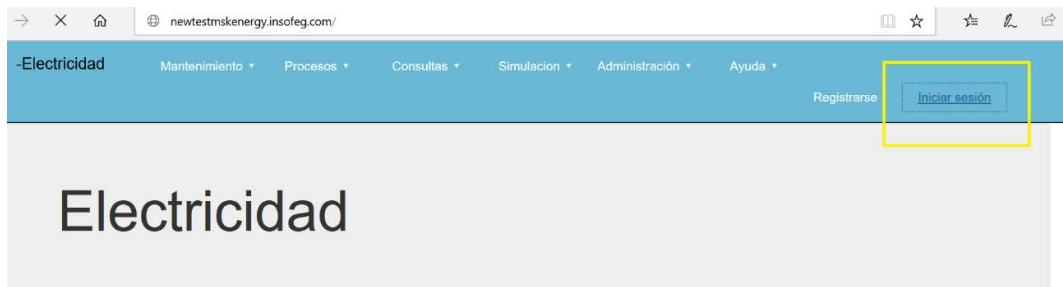 newtestmskenergy.insofeg.com/
-Electricidad Mantenimiento Procesos Consultas Simulacion Administración Ayuda
Registrarse Iniciar sesión
Electricidad